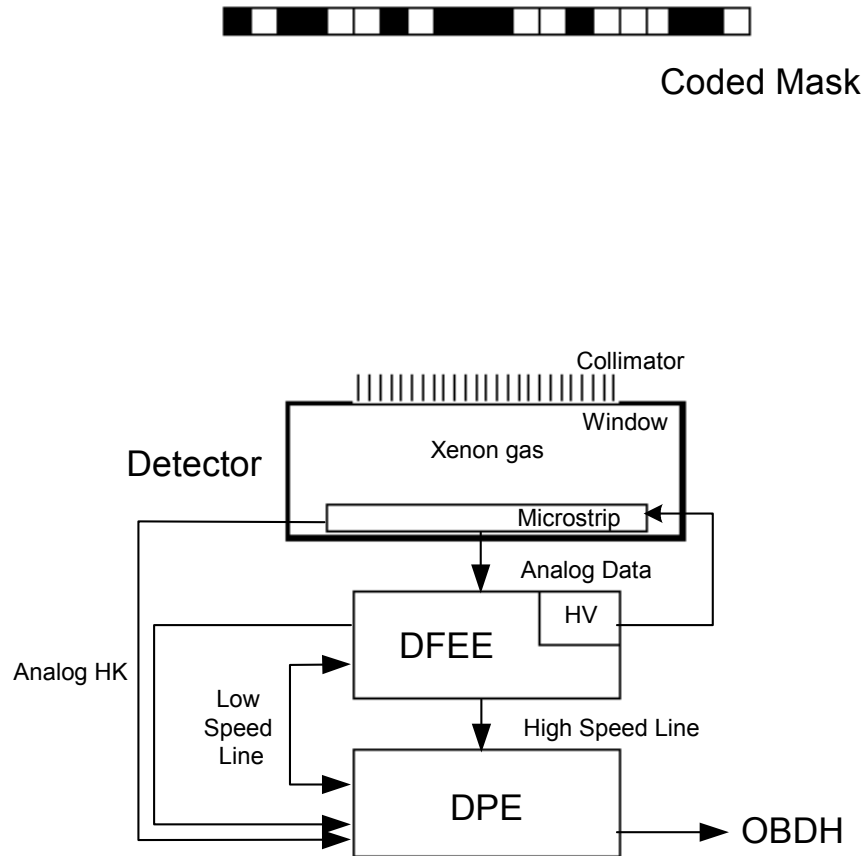 Coded Mask
Collimator
Window
Xenon gas
Detector
Microstrip
Analog Data
HV
DFEE
Analog HK
Low
Speed
Line
High Speed Line
DPE
OBDH